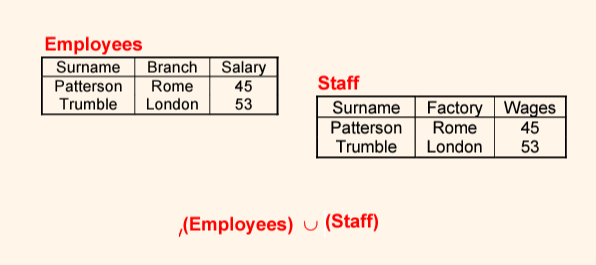 Employees
Surname Branch Salary
Patterson Rome 45
Trumble London 53
Staff
Surname Factory Wages
Patterson Rome 45
Trumble London 53
,(Employees) ∪ (Staff)